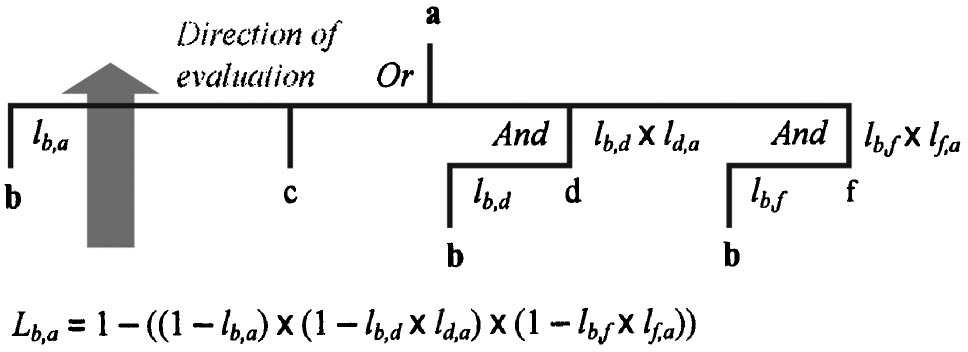 a
Direction of
evaluation
Or
l_{b,a} And l_{b,d} x l_{d,a} And l_{b,f} x l_{f,a}
b c l_{b,d} d l_{b,f} f
b b
L_{b,a} = 1 – ((1 – l_{b,a}) x (1 – l_{b,d} x l_{d,a}) x (1 – l_{b,f} x l_{f,a}))